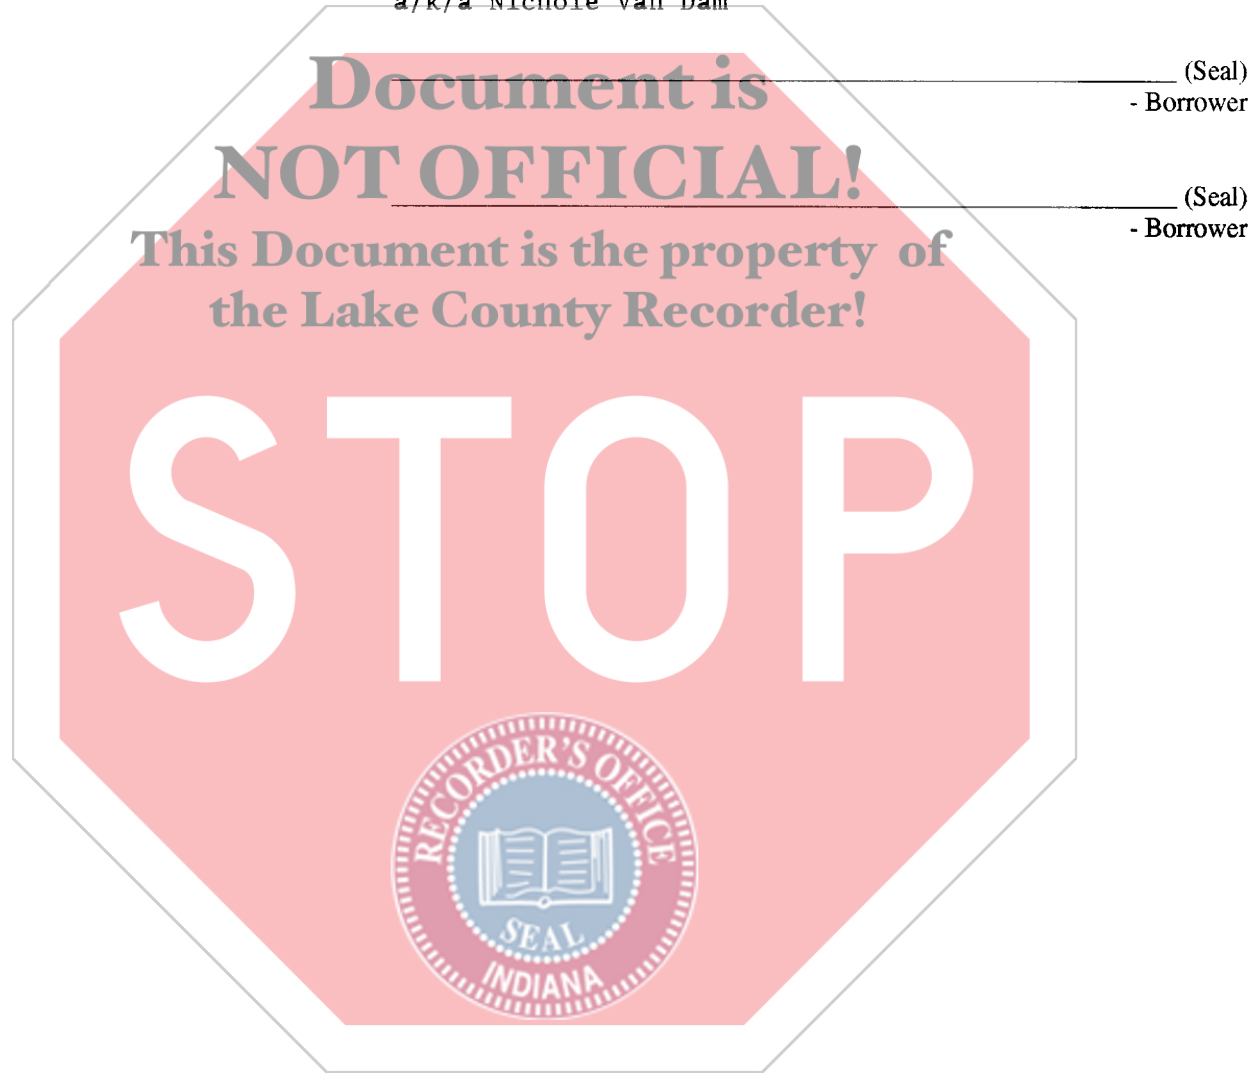 a/k/a Nichole Van Dam
Document is
(Seal)
- Borrower
NOT OFFICIAL!
(Seal)
- Borrower
This Document is the property of
the Lake County Recorder!
STOP
RECORDER'S OFFICE
SEAL
INDIANA